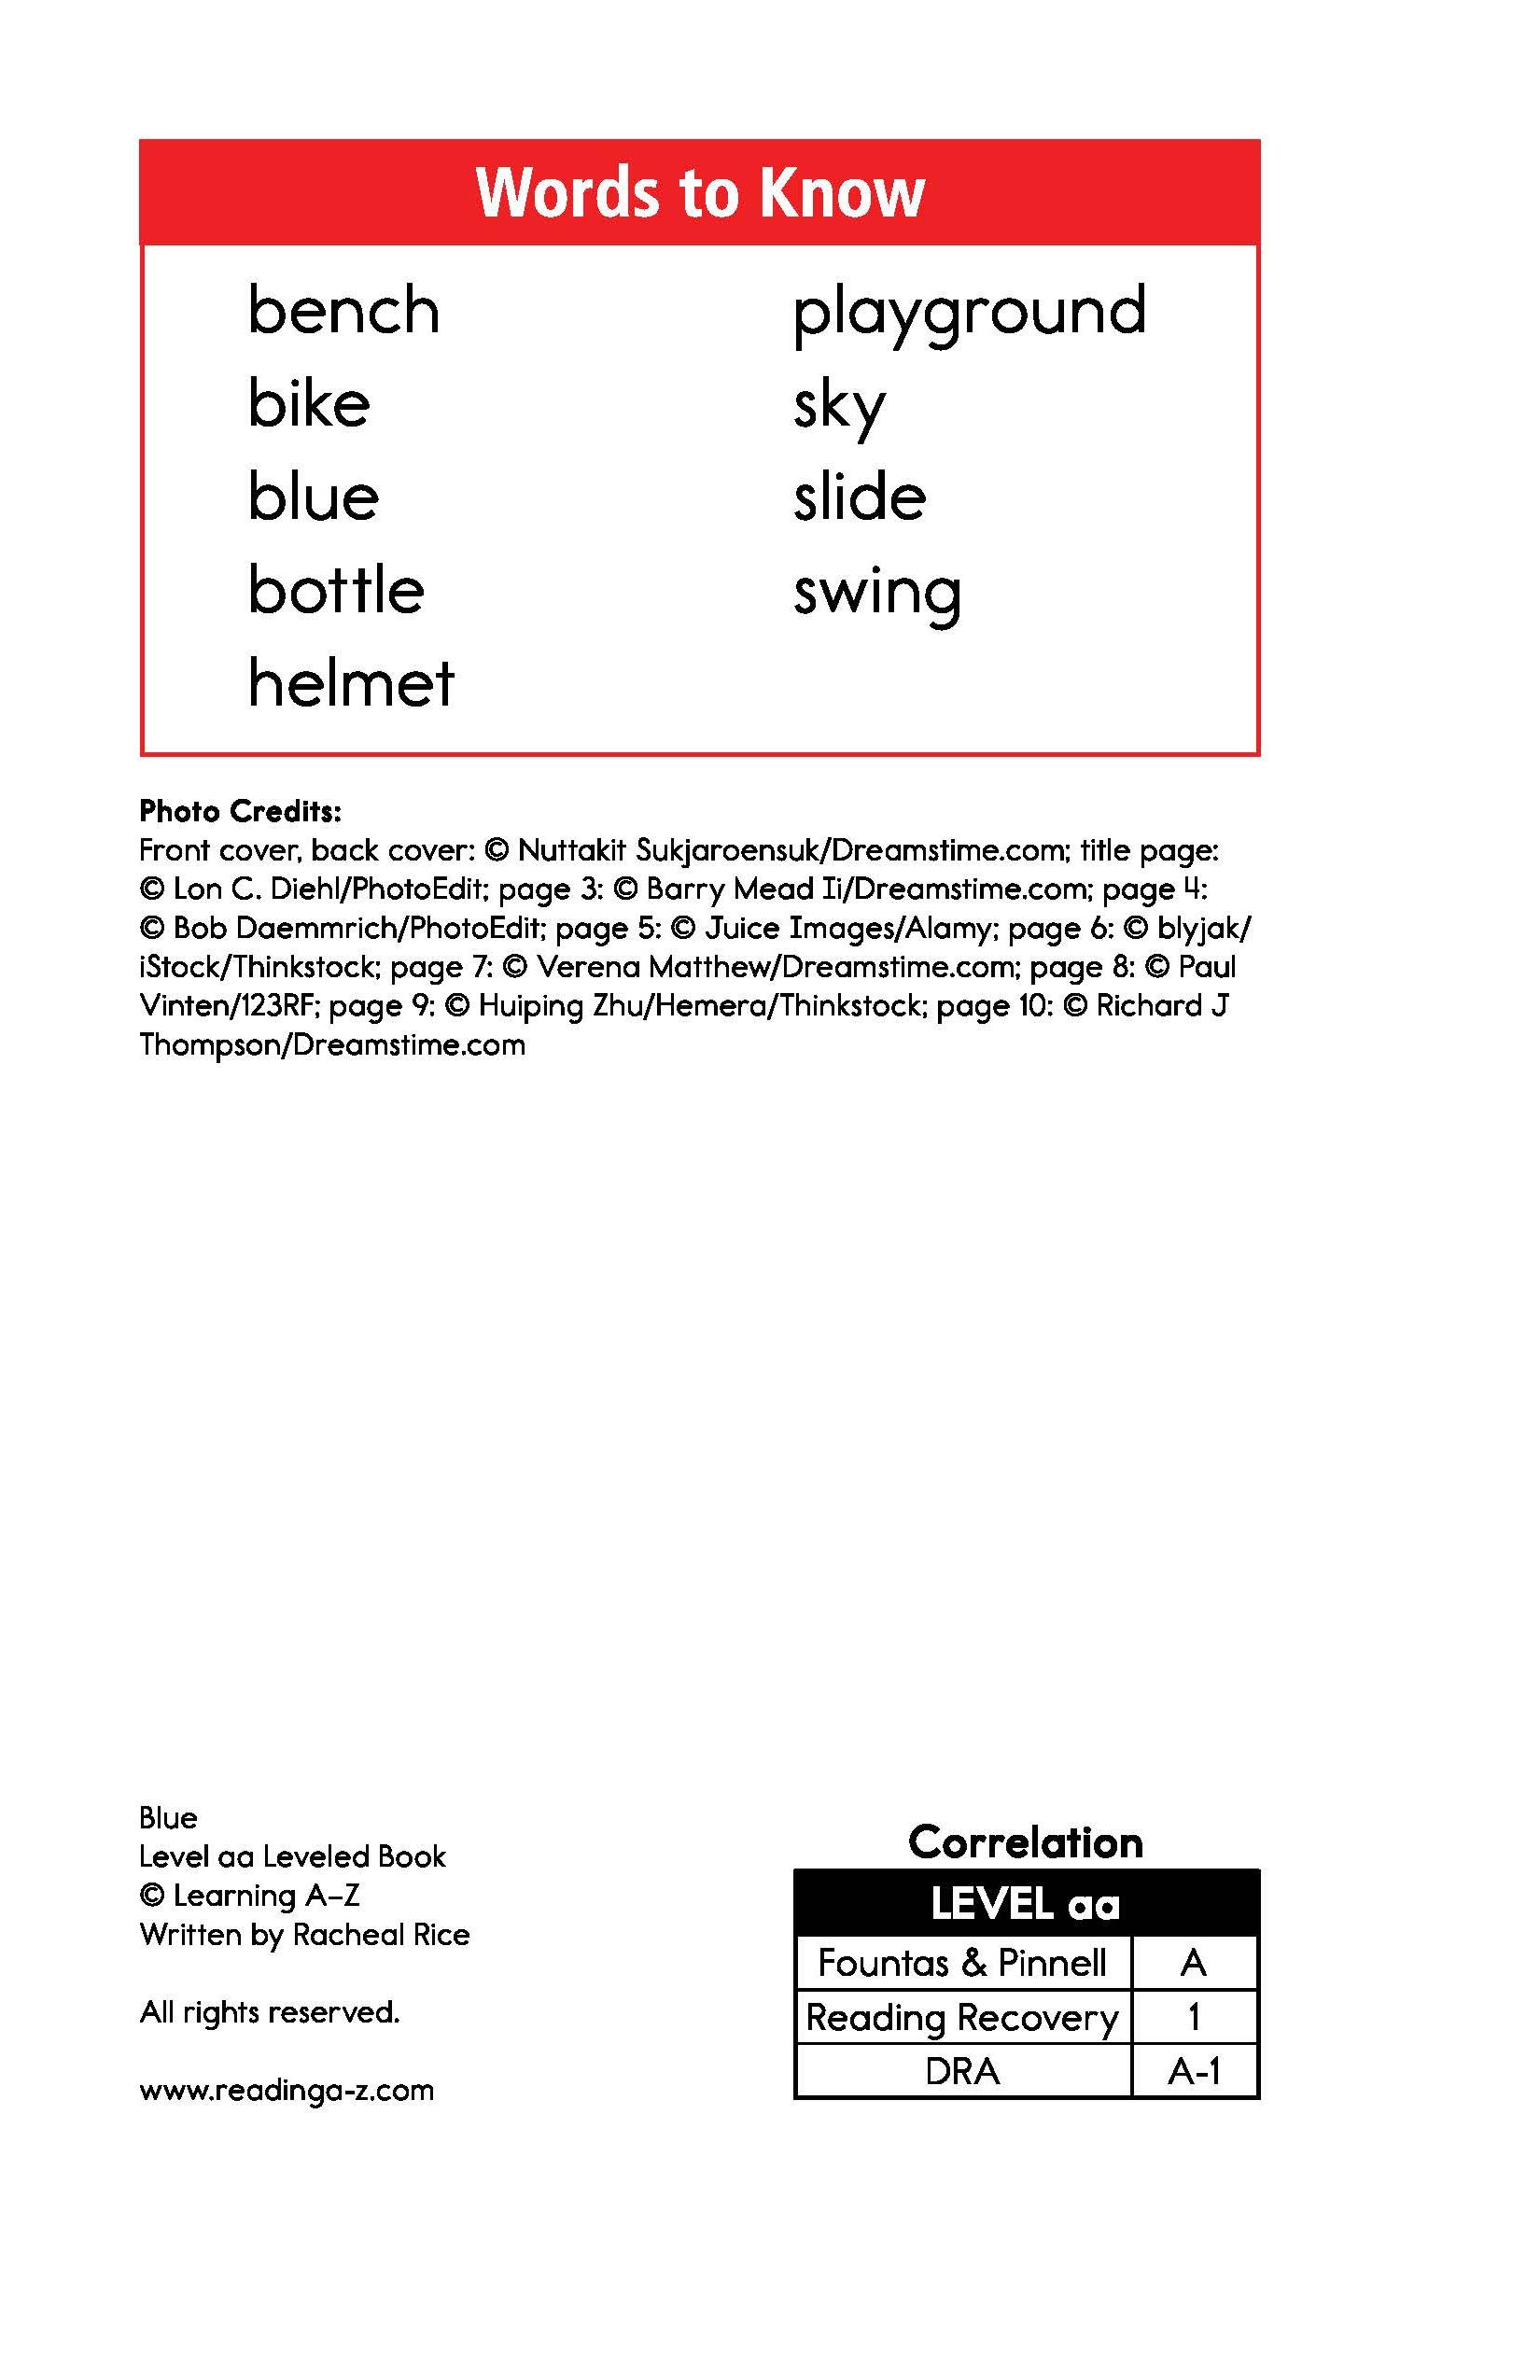 Words to Know
bench
bike
blue
bottle
helmet
playground
sky
slide
swing
Photo Credits:
Front cover, back cover: © Nuttakit Sukjaroensuk/Dreamstime.com; title page:
© Lon C. Diehl/PhotoEdit; page 3: © Barry Mead Ii/Dreamstime.com; page 4:
© Bob Daemmrich/PhotoEdit; page 5: © Juice Images/Alamy; page 6: © blyjak/
iStock/Thinkstock; page 7: © Verena Matthew/Dreamstime.com; page 8: © Paul
Vinten/123RF; page 9: © Huiping Zhu/Hemera/Thinkstock; page 10: © Richard J
Thompson/Dreamstime.com
Blue
Level aa Leveled Book
© Learning A–Z
Written by Racheal Rice
All rights reserved.
www.readinga-z.com
Correlation
LEVEL aa
Fountas & Pinnell A
Reading Recovery 1
DRA A-1